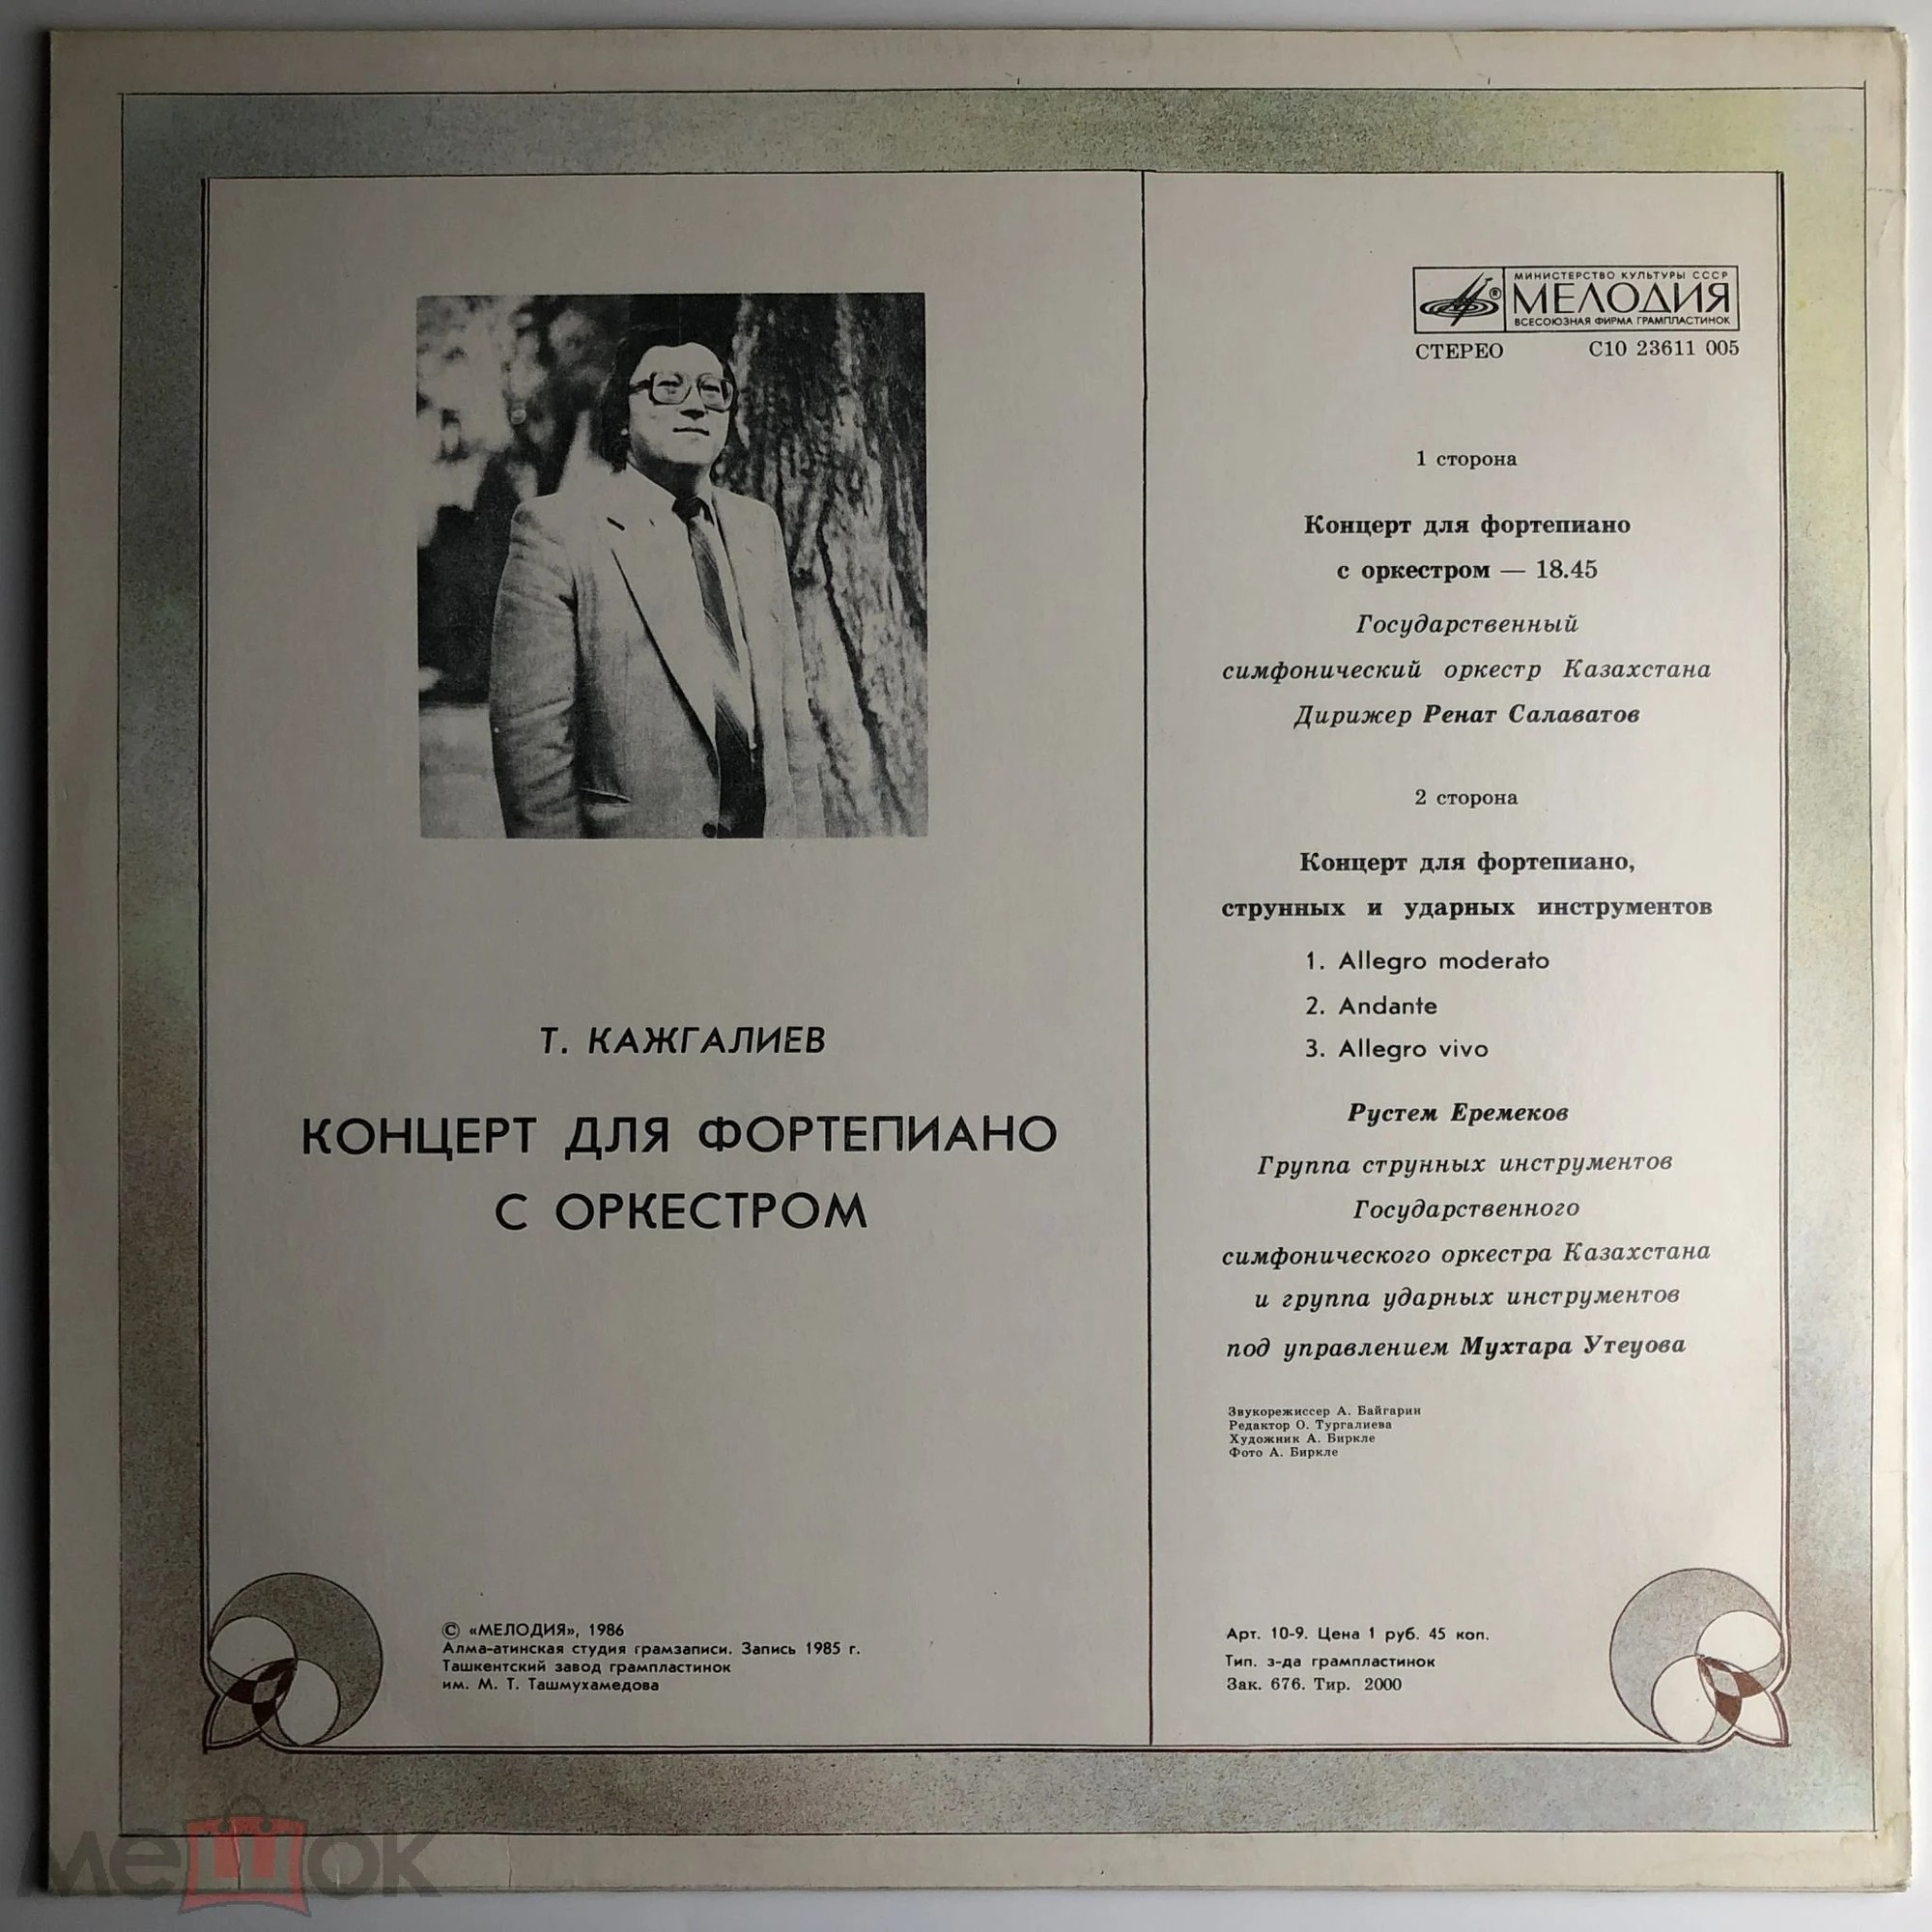 Т. КАЖГАЛИЕВ
КОНЦЕРТ ДЛЯ ФОРТЕПИАНО
С ОРКЕСТРОМ
© «МЕЛОДИЯ», 1986
Алма-атинская студия грамзаписи. Запись 1985 г.
Ташкентский завод грампластинок
им. М. Т. Ташмухамедова
МИНИСТЕРСТВО КУЛЬТУРЫ СССР
МЕЛОДИЯ
ВСЕСОЮЗНАЯ ФИРМА ГРАМПЛАСТИНОК
®
СТЕРЕО С10 23611 005
1 сторона
Концерт для фортепиано
с оркестром — 18.45
Государственный
симфонический оркестр Казахстана
Дирижер Ренат Салаватов
2 сторона
Концерт для фортепиано,
струнных и ударных инструментов
1. Allegro moderato
2. Andante
3. Allegro vivo
Рустем Еремеков
Группа струнных инструментов
Государственного
симфонического оркестра Казахстана
и группа ударных инструментов
под управлением Мухтара Утеуова
Звукорежиссер А. Байгарин
Редактор О. Тургалиева
Художник А. Биркле
Фото А. Биркле
Арт. 10-9. Цена 1 руб. 45 коп.
Тип. з-да грампластинок
Зак. 676. Тир. 2000
мешок